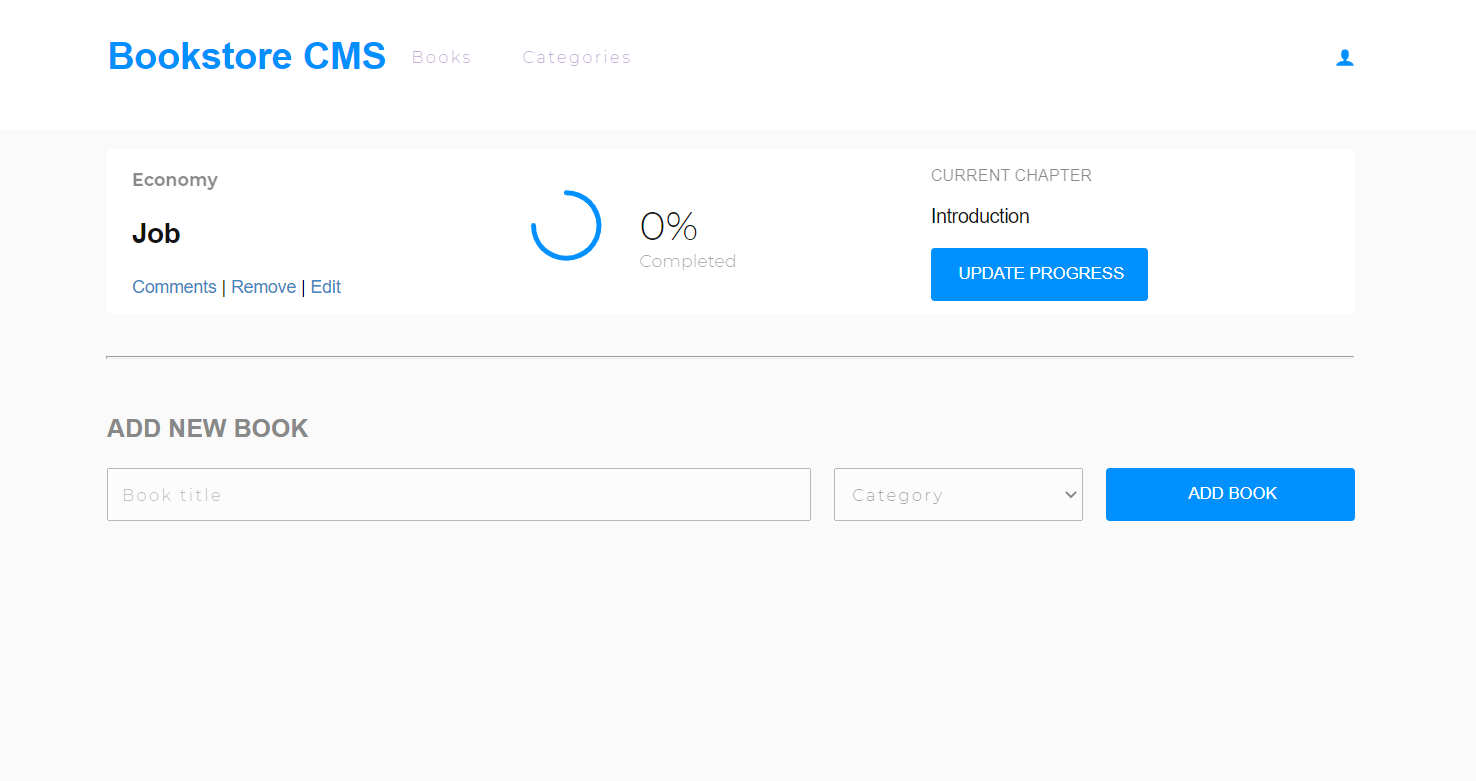 Bookstore CMS Books Categories
Economy
Job
Comments | Remove | Edit
0%
Completed
CURRENT CHAPTER
Introduction
UPDATE PROGRESS
ADD NEW BOOK
Book title
Category
ADD BOOK